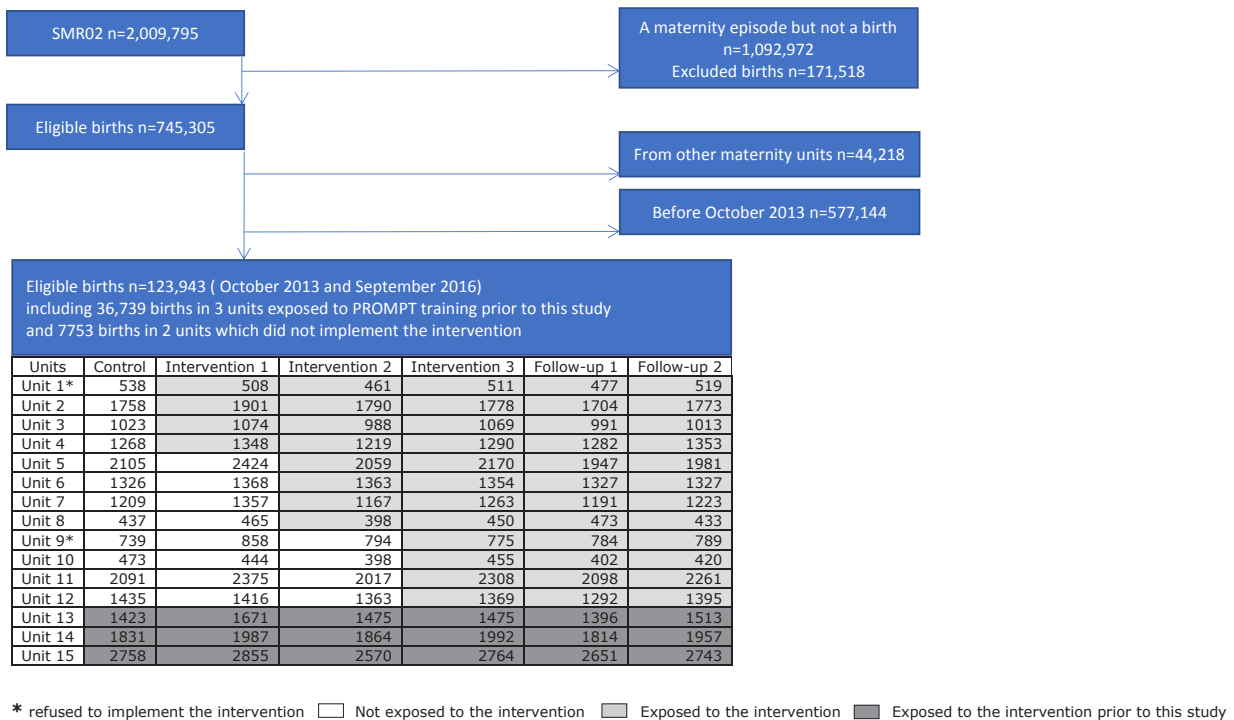 SMR02 n=2,009,795
A maternity episode but not a birth
n=1,092,972
Excluded births n=171,518
Eligible births n=745,305
From other maternity units n=44,218
Before October 2013 n=577,144
Eligible births n=123,943 ( October 2013 and September 2016)
including 36,739 births in 3 units exposed to PROMPT training prior to this study
and 7753 births in 2 units which did not implement the intervention
Units Control Intervention 1 Intervention 2 Intervention 3 Follow-up 1 Follow-up 2
Unit 1* 538 508 461 511 477 519
Unit 2 1758 1901 1790 1778 1704 1773
Unit 3 1023 1074 988 1069 991 1013
Unit 4 1268 1348 1219 1290 1282 1353
Unit 5 2105 2424 2059 2170 1947 1981
Unit 6 1326 1368 1363 1354 1327 1327
Unit 7 1209 1357 1167 1263 1191 1223
Unit 8 437 465 398 450 473 433
Unit 9* 739 858 794 775 784 789
Unit 10 473 444 398 455 402 420
Unit 11 2091 2375 2017 2308 2098 2261
Unit 12 1435 1416 1363 1369 1292 1395
Unit 13 1423 1671 1475 1475 1396 1513
Unit 14 1831 1987 1864 1992 1814 1957
Unit 15 2758 2855 2570 2764 2651 2743
* refused to implement the intervention Not exposed to the intervention Exposed to the intervention Exposed to the intervention prior to this study